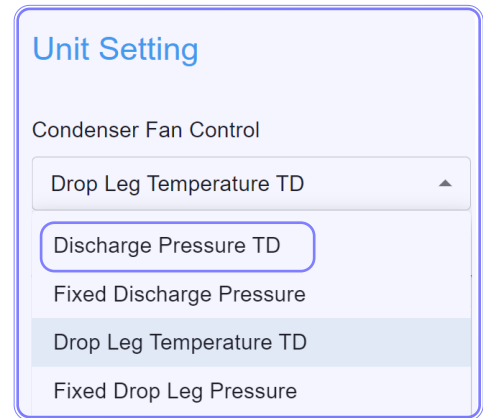 Unit Setting
Condenser Fan Control
Drop Leg Temperature TD
Discharge Pressure TD
Fixed Discharge Pressure
Drop Leg Temperature TD
Fixed Drop Leg Pressure